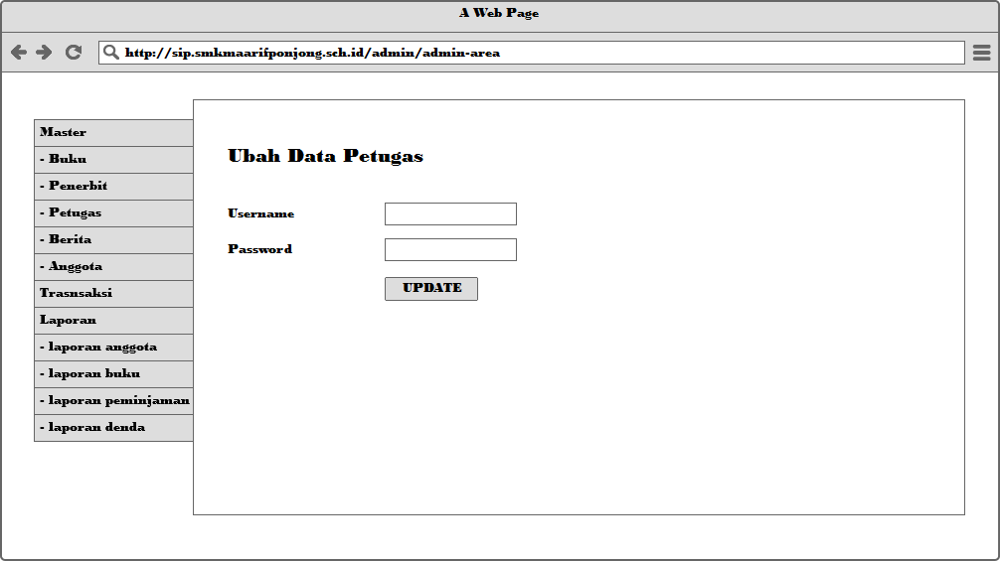 A Web Page
http://sip.smkmaarifponjong.sch.id/admin/admin-area
Master
- Buku
- Penerbit
- Petugas
- Berita
- Anggota
Trasnsaksi
Laporan
- laporan anggota
- laporan buku
- laporan peminjaman
- laporan denda
Ubah Data Petugas
Username
Password
UPDATE